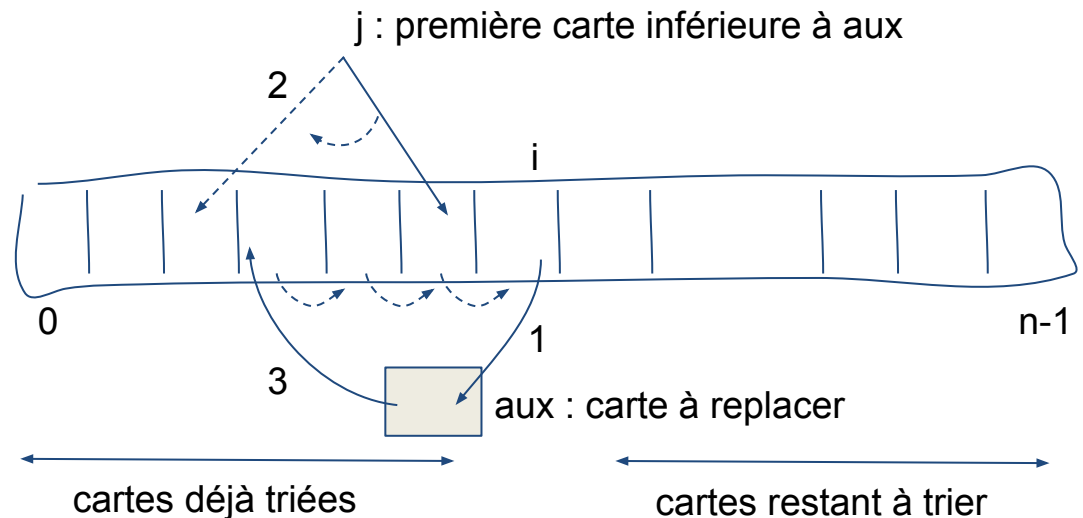 j : première carte inférieure à aux
2
i
0
n-1
1
3
aux : carte à replacer
cartes déjà triées
cartes restant à trier